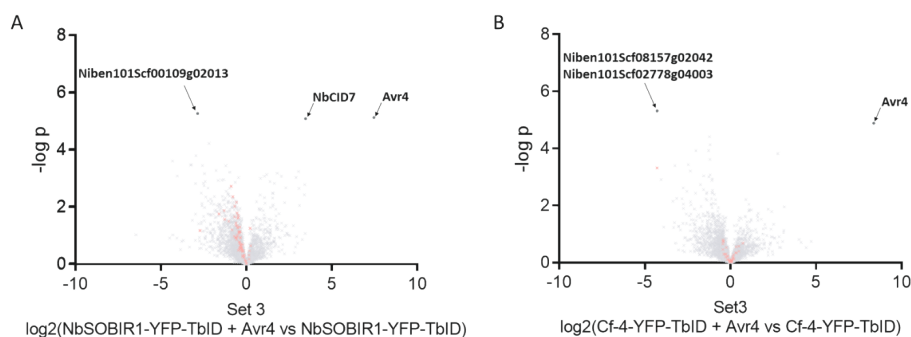 A
8
6
4
2
0
-log p
-10
-5
0
5
10
Niben101Scf00109g02013
NbCID7
Avr4
Set 3
log2(NbSOBIR1-YFP-TbID + Avr4 vs NbSOBIR1-YFP-TbID)
B
8
6
4
2
0
-log p
-10
-5
0
5
10
Niben101Scf08157g02042
Niben101Scf02778g04003
Avr4
Set3
log2(Cf-4-YFP-TbID + Avr4 vs Cf-4-YFP-TbID)